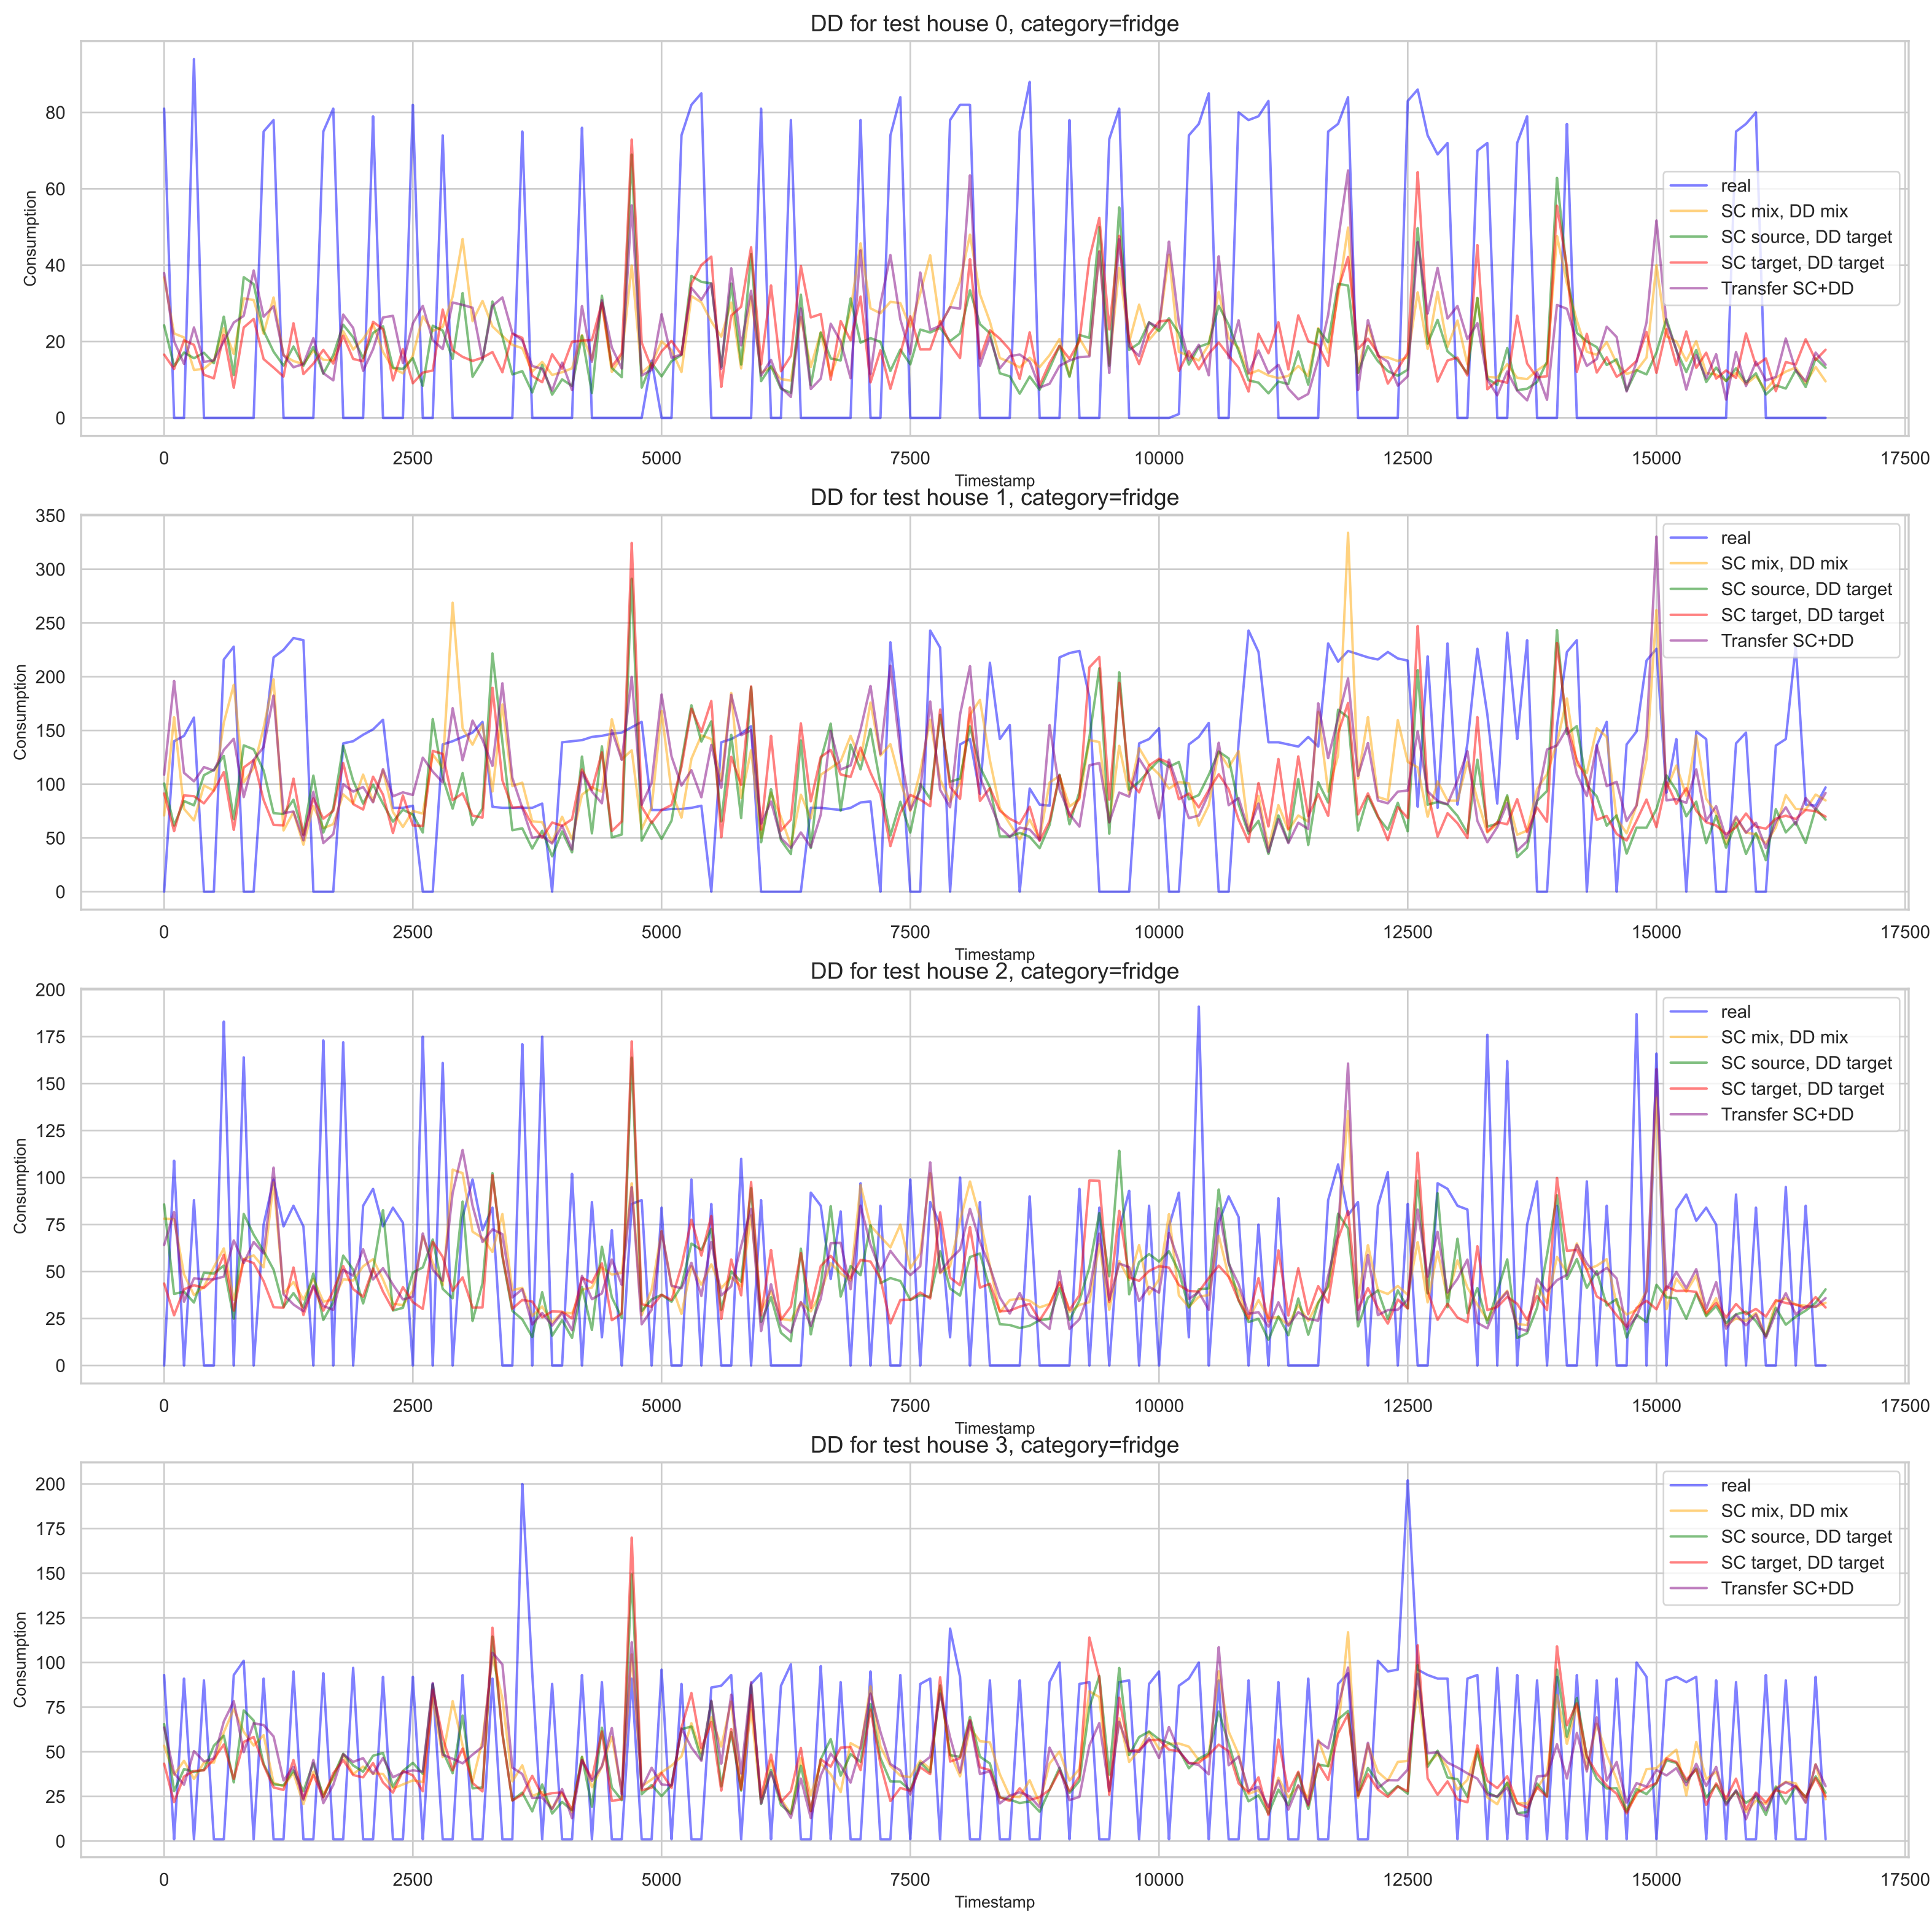 DD for test house 0, category=fridge
80
60
40
20
0
Consumption
real
SC mix, DD mix
SC source, DD target
SC target, DD target
Transfer SC+DD
0 2500 5000 7500 10000 12500 15000 17500
Timestamp
DD for test house 1, category=fridge
350
300
250
200
150
100
50
0
Consumption
real
SC mix, DD mix
SC source, DD target
SC target, DD target
Transfer SC+DD
0 2500 5000 7500 10000 12500 15000 17500
Timestamp
DD for test house 2, category=fridge
200
175
150
125
100
75
50
25
0
Consumption
real
SC mix, DD mix
SC source, DD target
SC target, DD target
Transfer SC+DD
0 2500 5000 7500 10000 12500 15000 17500
Timestamp
DD for test house 3, category=fridge
200
175
150
125
100
75
50
25
0
Consumption
real
SC mix, DD mix
SC source, DD target
SC target, DD target
Transfer SC+DD
0 2500 5000 7500 10000 12500 15000 17500
Timestamp